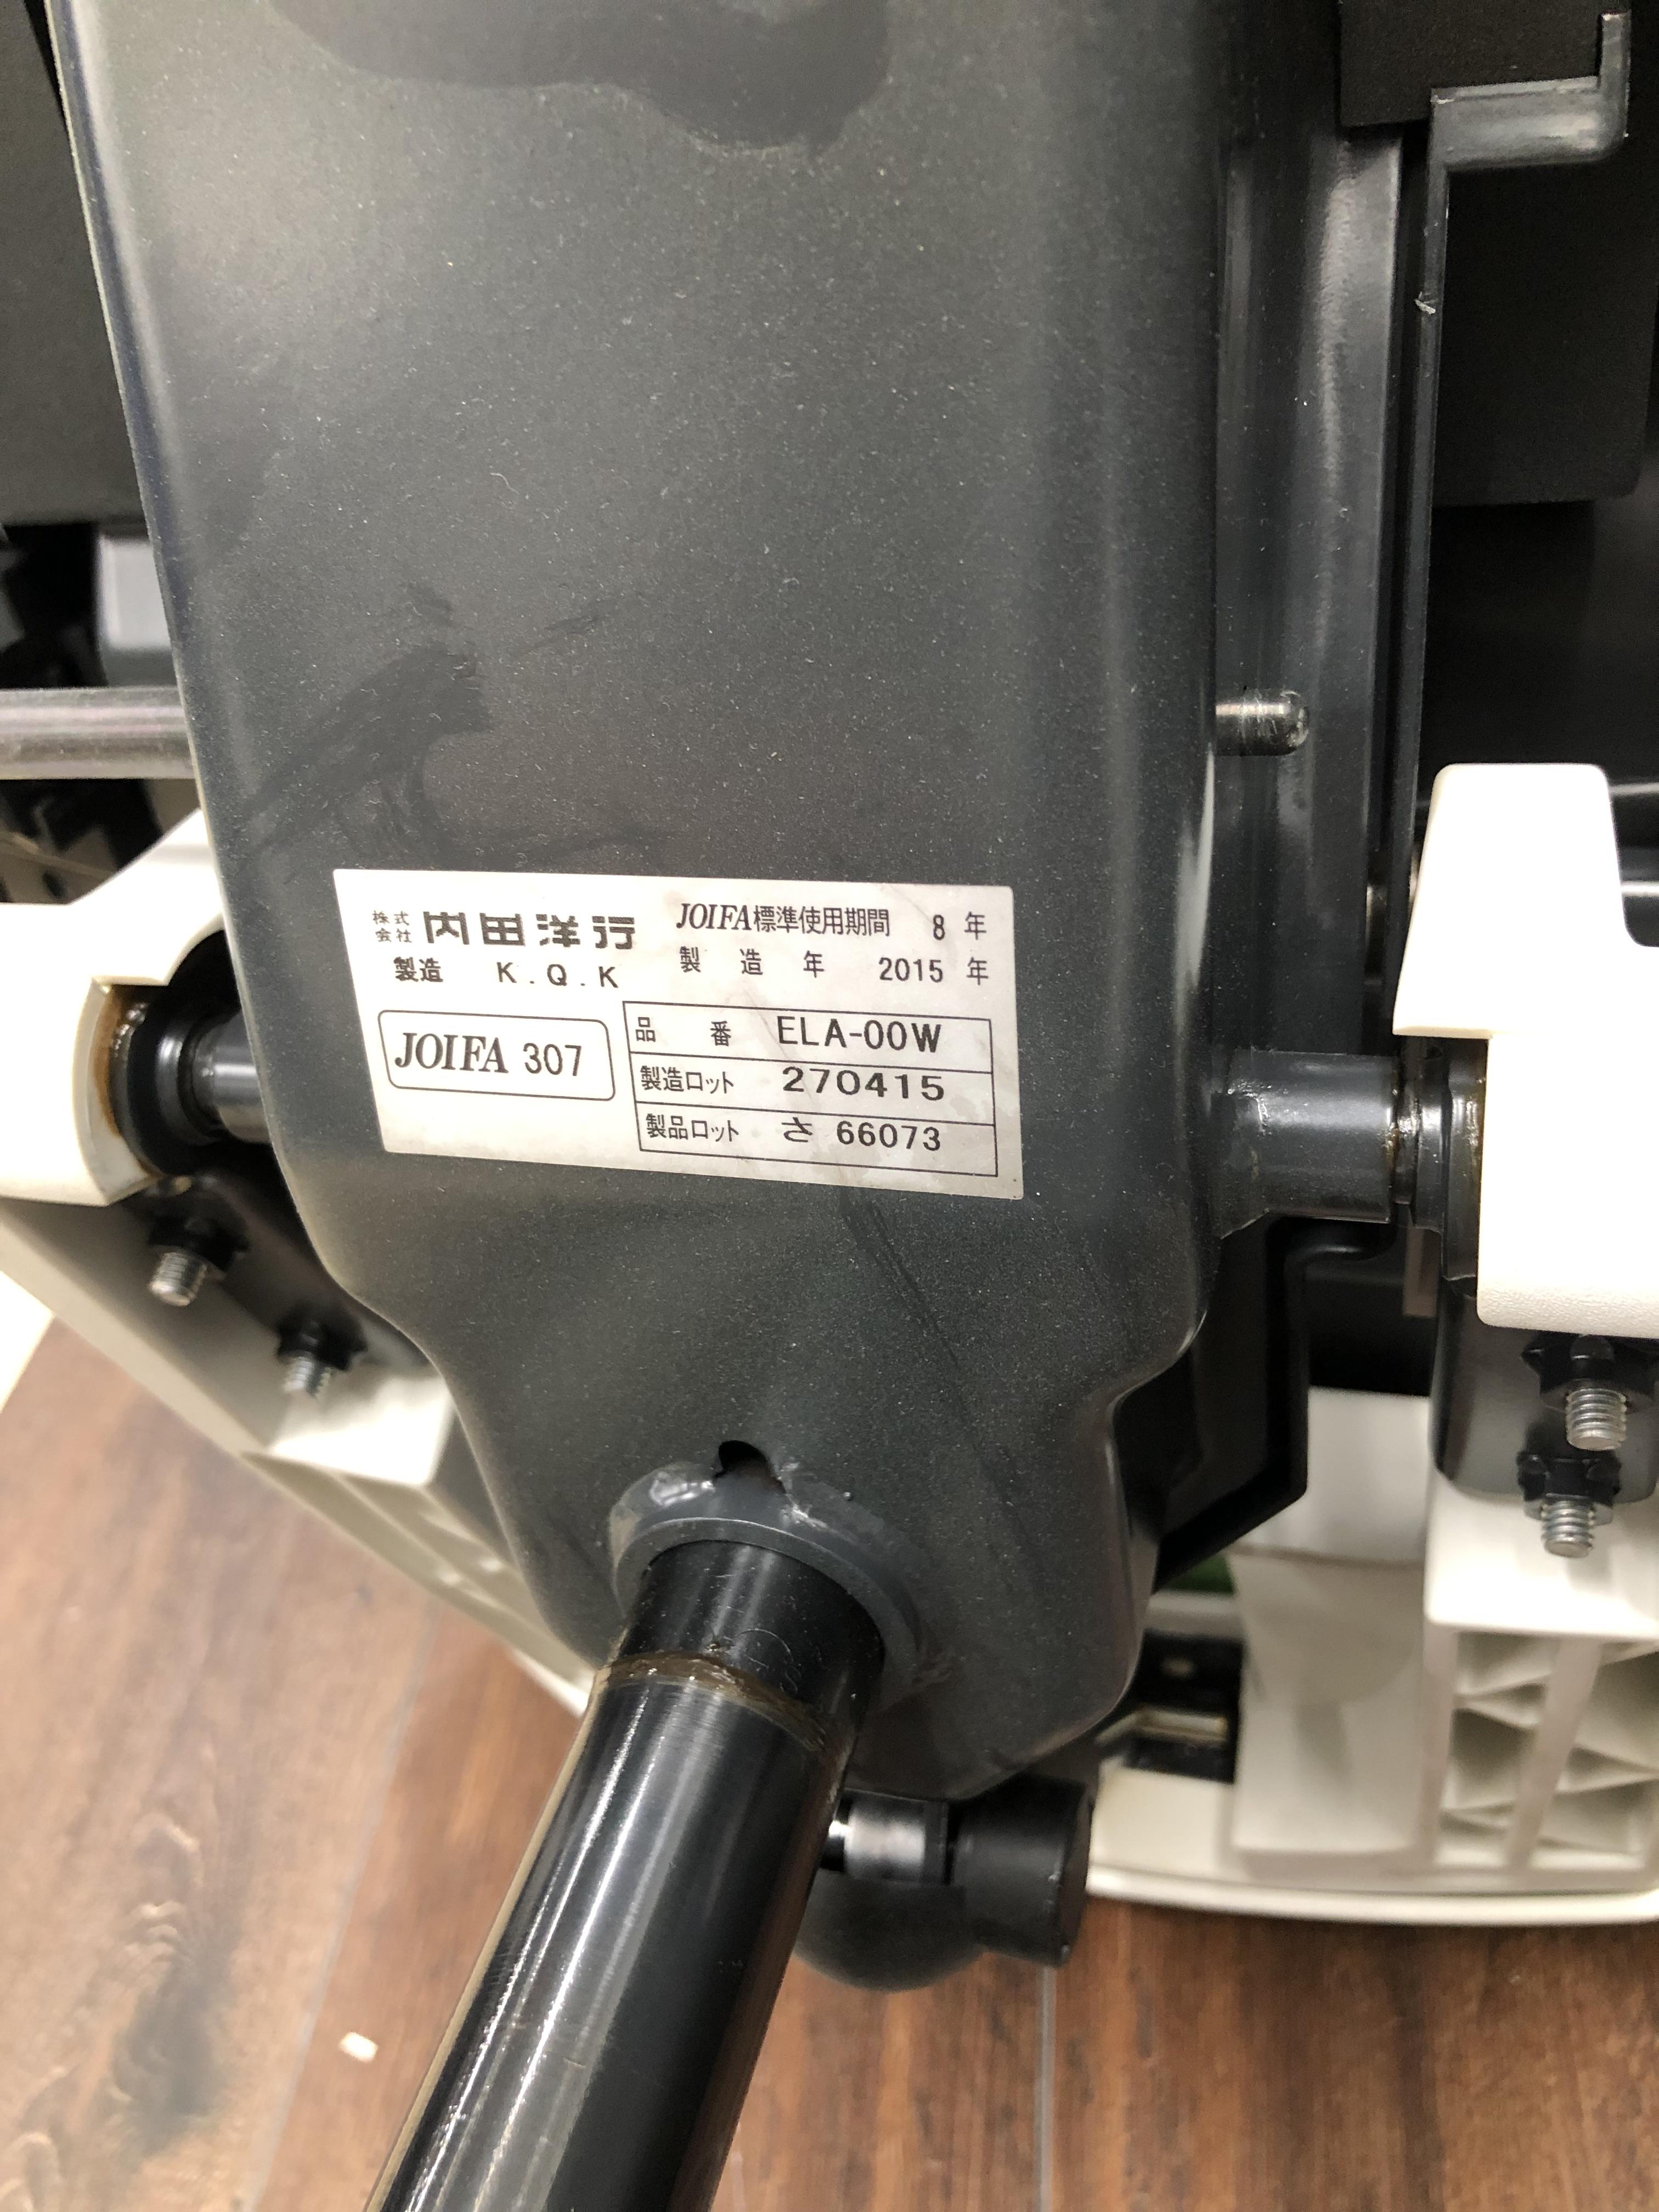 株式会社 内田洋行 JOIFA標準使用期間 8 年
製造 K.Q.K 製造年 2015 年
JOIFA 307
品番 ELA-00W
製造ロット 270415
製品ロット さ 66073